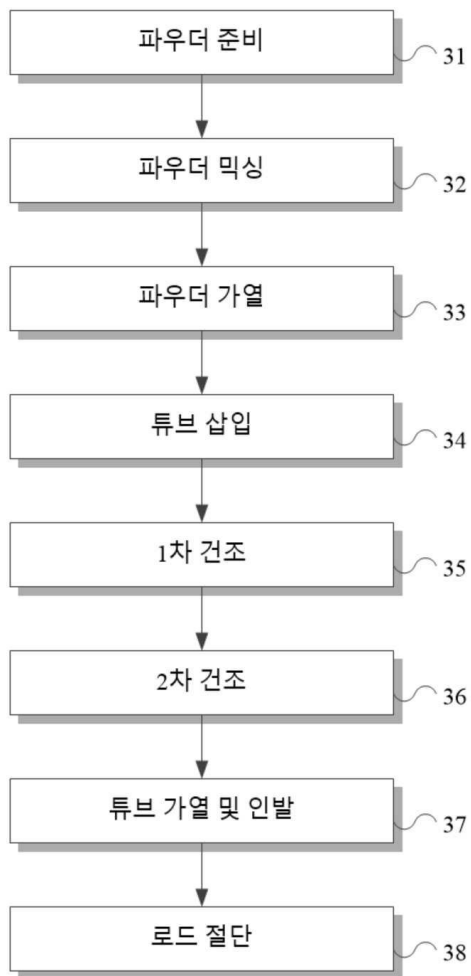 파우더 준비
31
파우더 믹싱
32
파우더 가열
33
튜브 삽입
34
1차 건조
35
2차 건조
36
튜브 가열 및 인발
37
로드 절단
38